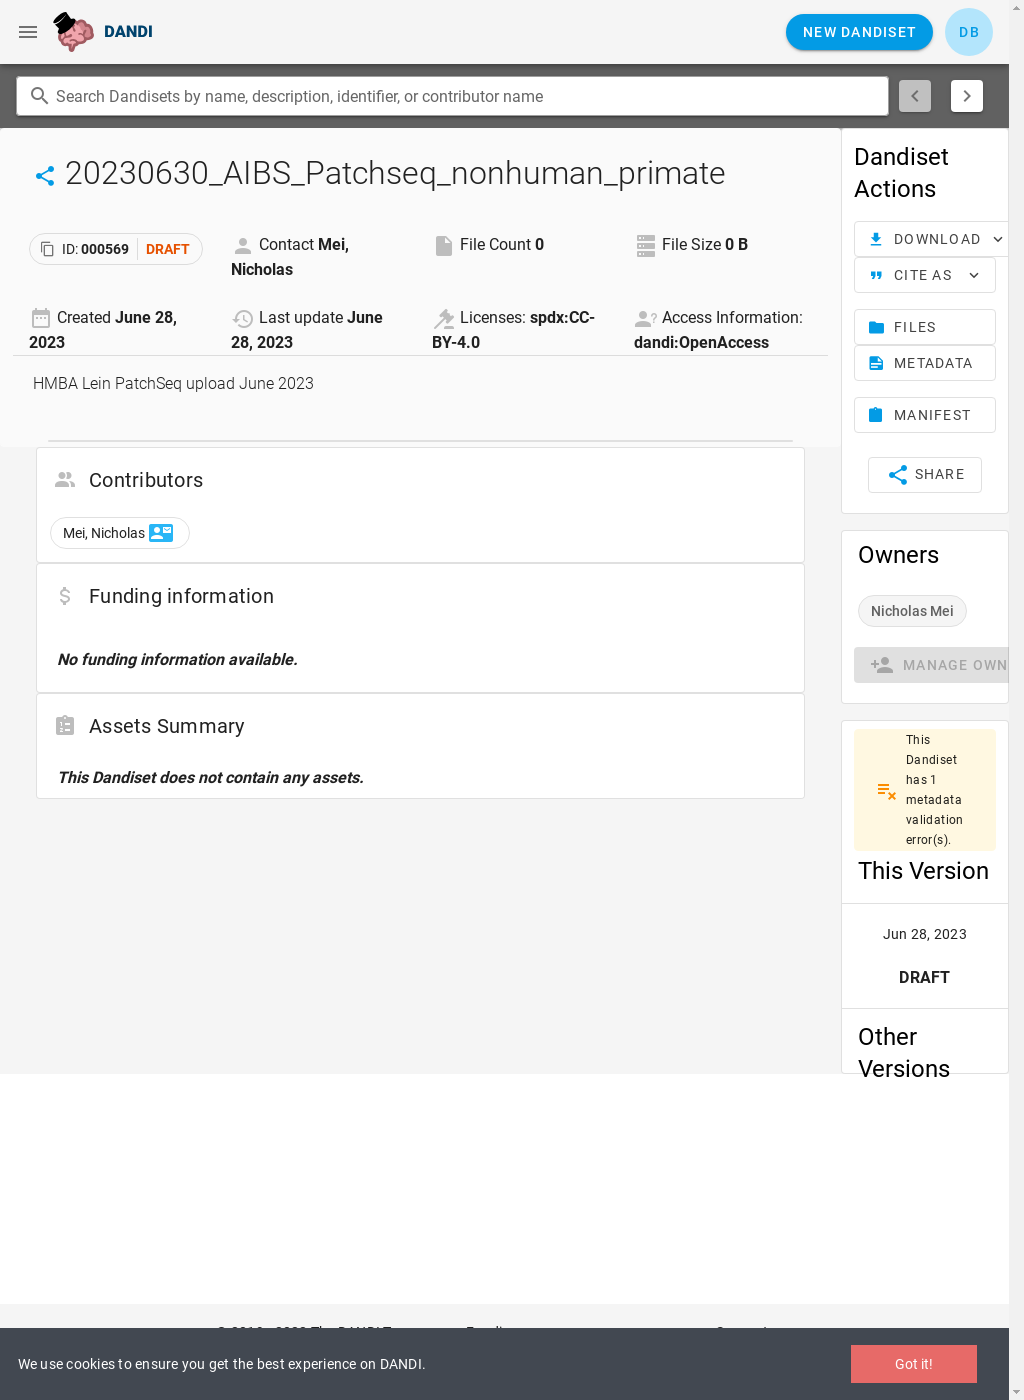 DANDI
NEW DANDISET
DB
Search Dandisets by name, description, identifier, or contributor name
20230630_AIBS_Patchseq_nonhuman_primate
ID: 000569 DRAFT
Contact Mei,
Nicholas
File Count 0
File Size 0 B
Created June 28,
2023
Last update June
28, 2023
Licenses: spdx:CC-
BY-4.0
Access Information:
dandi:OpenAccess
HMBA Lein PatchSeq upload June 2023
Contributors
Mei, Nicholas
Funding information
No funding information available.
Assets Summary
This Dandiset does not contain any assets.
Dandiset
Actions
DOWNLOAD
CITE AS
FILES
METADATA
MANIFEST
SHARE
Owners
Nicholas Mei
MANAGE OWN
This
Dandiset
has 1
metadata
validation
error(s).
This Version
Jun 28, 2023
DRAFT
Other
Versions
We use cookies to ensure you get the best experience on DANDI.
Got it!